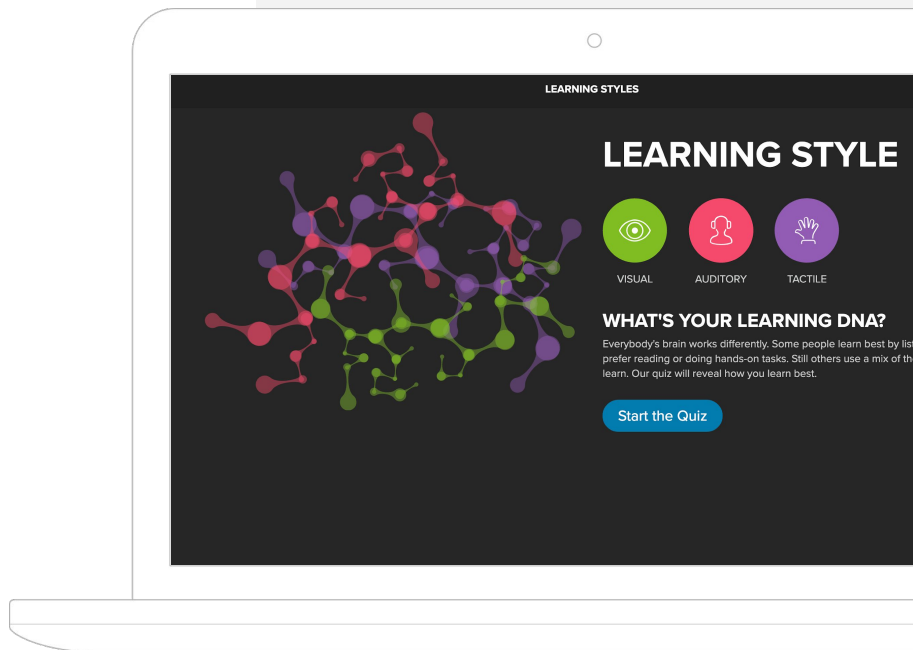 LEARNING STYLES
LEARNING STYLE
VISUAL AUDITORY TACTILE
WHAT'S YOUR LEARNING DNA?
Everybody's brain works differently. Some people learn best by
prefer reading or doing hands-on tasks. Still others use a mix of
learn. Our quiz will reveal how you learn best.
Start the Quiz